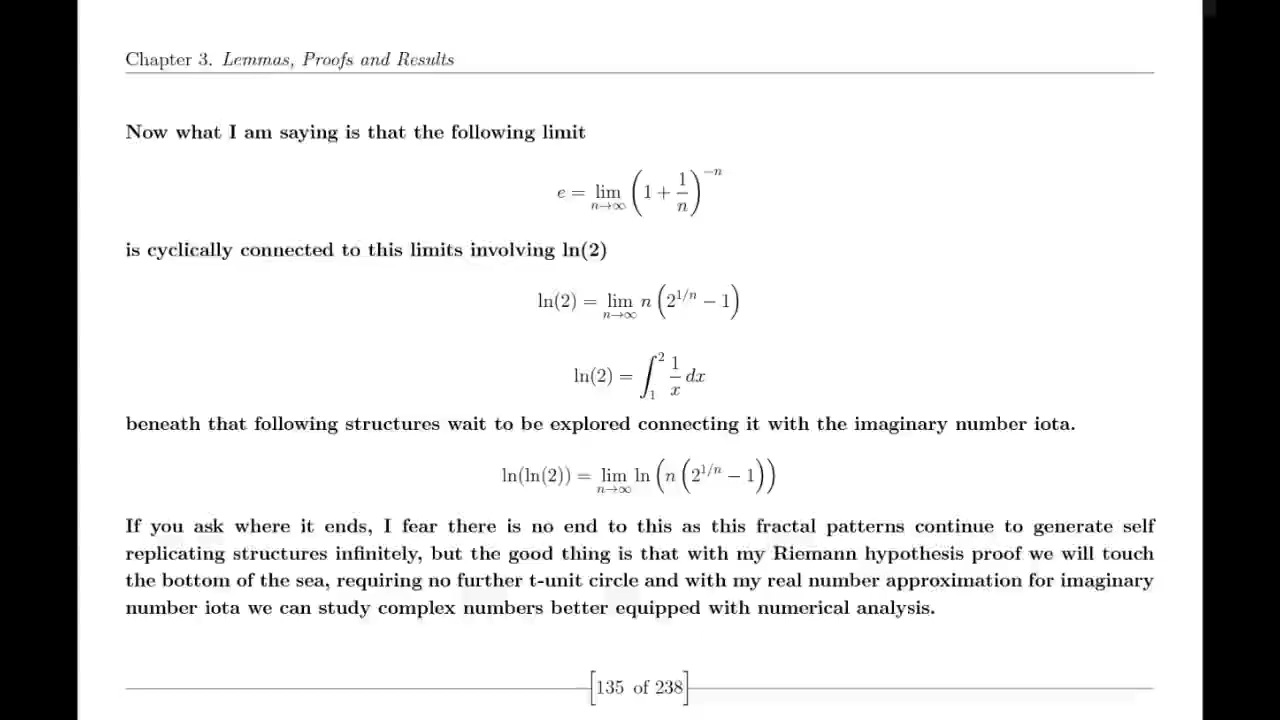 Chapter 3. Lemmas, Proofs and Results
Now what I am saying is that the following limit
e = lim_{n→∞} (1 + 1/n)^{−n}
is cyclically connected to this limits involving ln(2)
ln(2) = lim_{n→∞} n (2^{1/n} − 1)
ln(2) = ∫_1^2 1/x dx
beneath that following structures wait to be explored connecting it with the imaginary number iota.
ln(ln(2)) = lim_{n→∞} ln (n (2^{1/n} − 1))
If you ask where it ends, I fear there is no end to this as this fractal patterns continue to generate self
replicating structures infinitely, but the good thing is that with my Riemann hypothesis proof we will touch
the bottom of the sea, requiring no further t-unit circle and with my real number approximation for imaginary
number iota we can study complex numbers better equipped with numerical analysis.
[135 of 238]